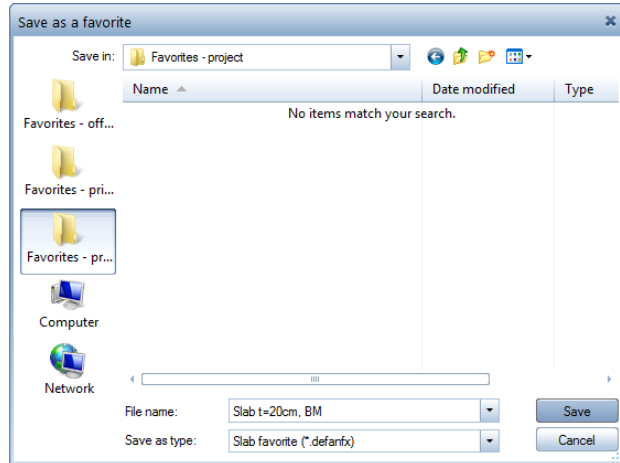 Save as a favorite
Save in: Favorites - project
Name Date modified Type
No items match your search.
Favorites - off...
Favorites - pri...
Favorites - pr...
Computer
Network
File name: Slab t=20cm, BM Save
Save as type: Slab favorite (*.defanfx) Cancel